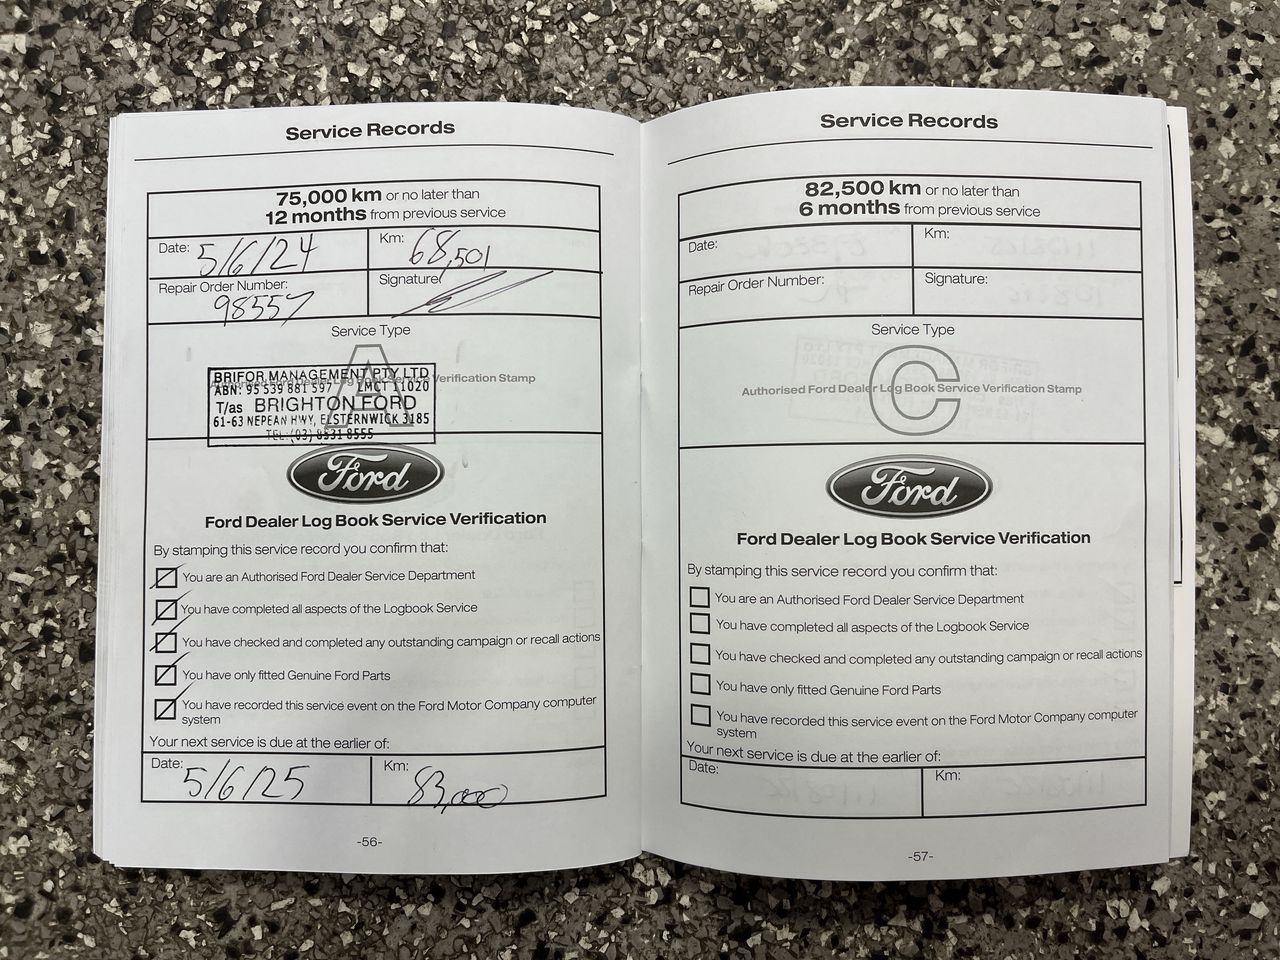 Service Records
75,000 km or no later than
12 months from previous service
Date: 5/6/24
Km: 68,501
Repair Order Number: 98557
Signature:
Service Type
A
Authorised Ford Dealer Log Book Service Verification Stamp
BRIFOR MANAGEMENT PTY LTD
ABN: 95 539 881 597 LMCT 11020
T/as BRIGHTON FORD
61-63 NEPEAN HWY, ELSTERNWICK 3185
TEL: (03) 8531 8555
Ford
Ford Dealer Log Book Service Verification
By stamping this service record you confirm that:
You are an Authorised Ford Dealer Service Department
You have completed all aspects of the Logbook Service
You have checked and completed any outstanding campaign or recall actions
You have only fitted Genuine Ford Parts
You have recorded this service event on the Ford Motor Company computer
system
Your next service is due at the earlier of:
Date: 5/6/25
Km: 83,000
-56-
Service Records
82,500 km or no later than
6 months from previous service
Date:
Km:
Repair Order Number:
Signature:
Service Type
C
Authorised Ford Dealer Log Book Service Verification Stamp
Ford
Ford Dealer Log Book Service Verification
By stamping this service record you confirm that:
You are an Authorised Ford Dealer Service Department
You have completed all aspects of the Logbook Service
You have checked and completed any outstanding campaign or recall actions
You have only fitted Genuine Ford Parts
You have recorded this service event on the Ford Motor Company computer
system
Your next service is due at the earlier of:
Date:
Km:
-57-